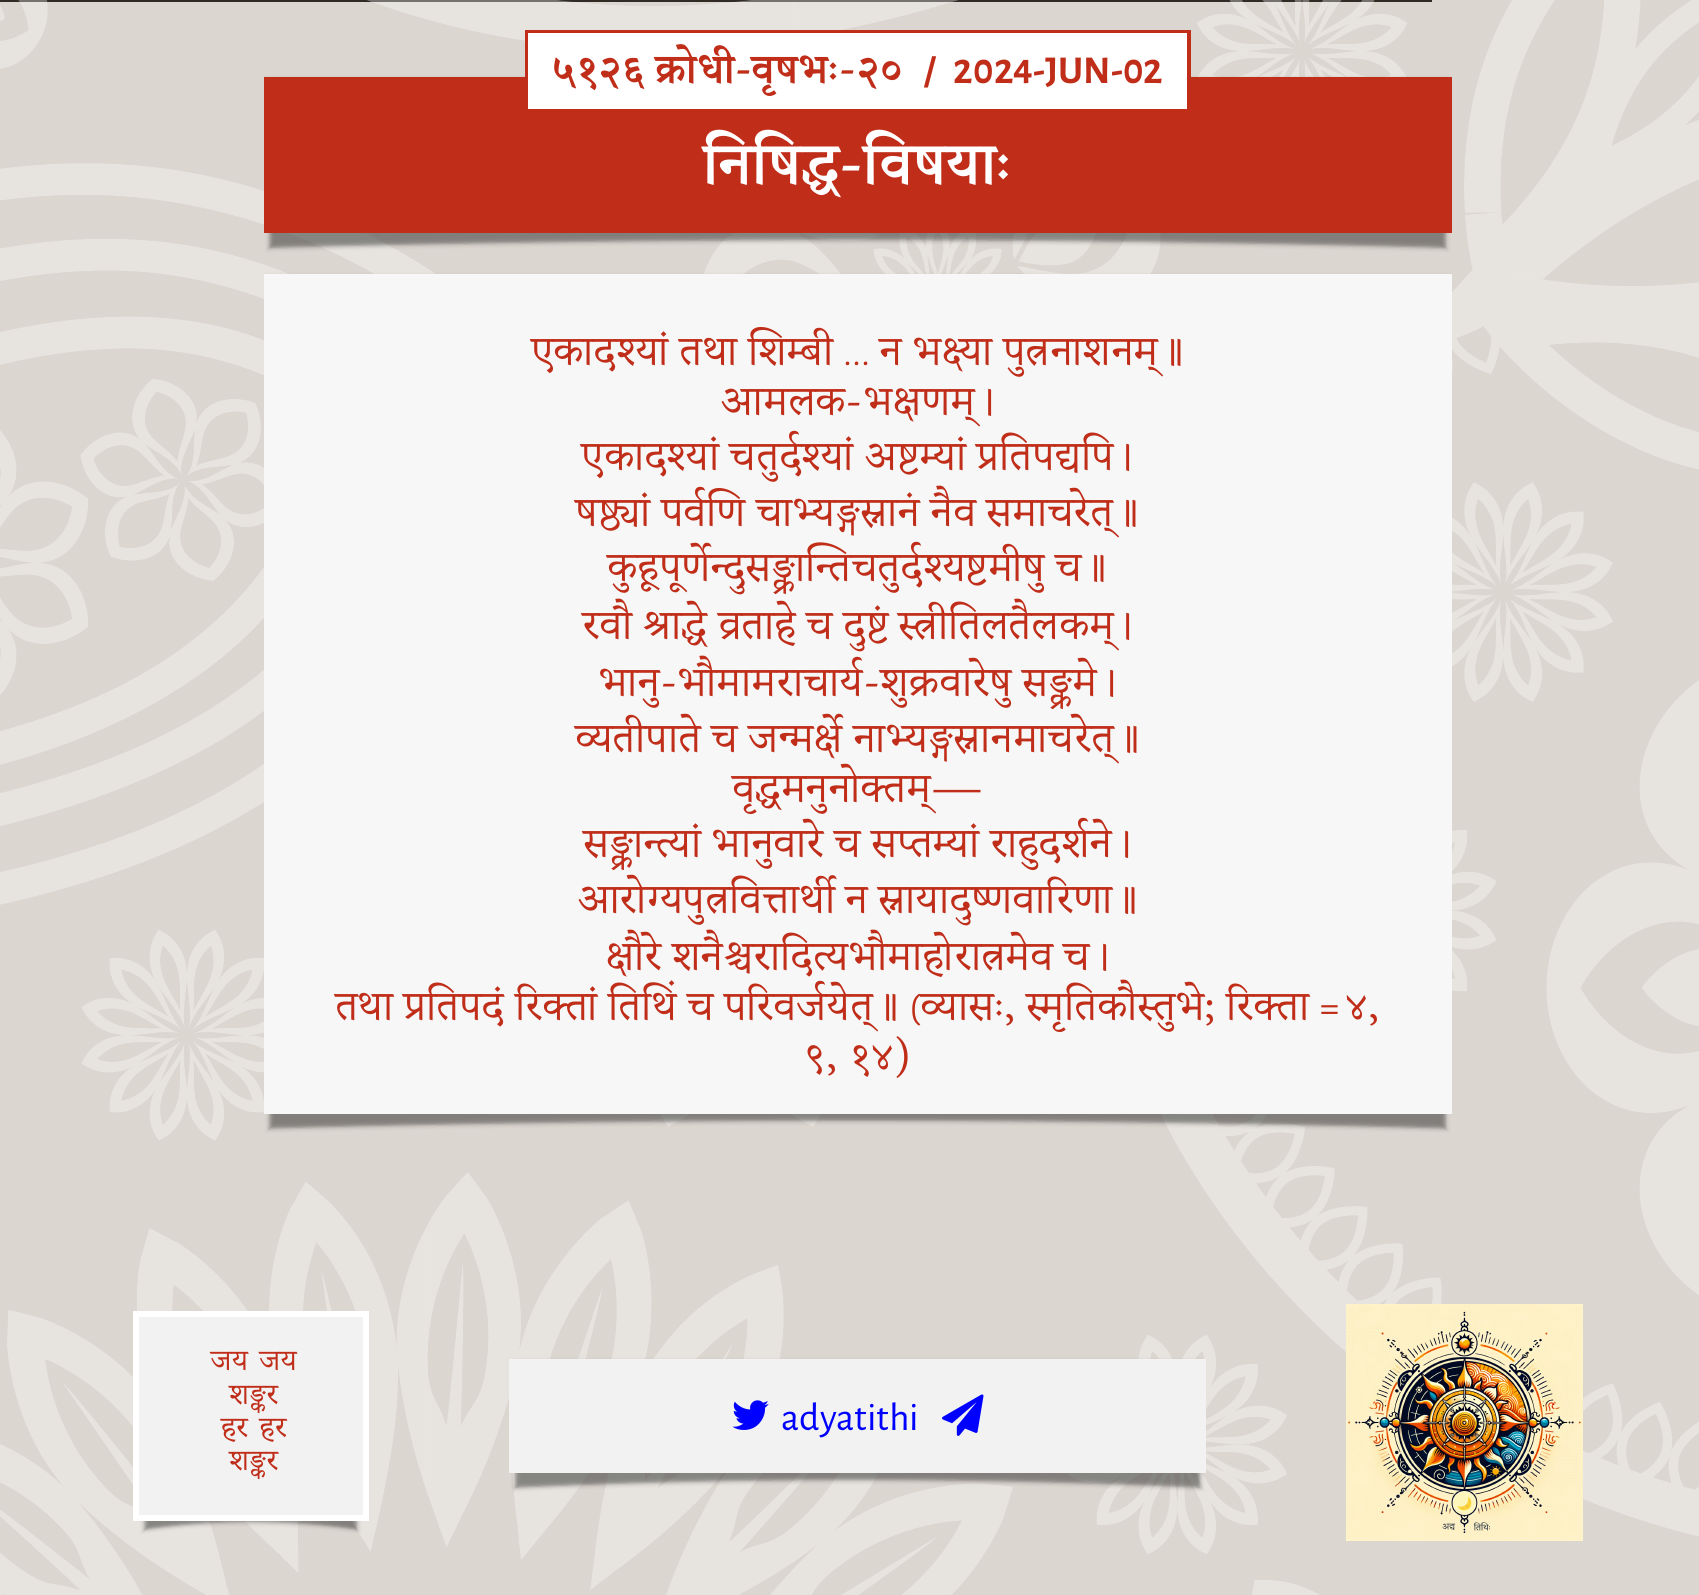 ५१२६ क्रोधी-वृषभः-२० / 2024-JUN-02
निषिद्ध-विषयाः
एकादश्यां तथा शिम्बी ... न भक्ष्या पुत्रनाशनम्॥
आमलक-भक्षणम्।
एकादश्यां चतुर्दश्यां अष्टम्यां प्रतिपद्यपि।
षष्ठ्यां पर्वणि चाभ्यङ्गस्नानं नैव समाचरेत्॥
कुहूपूर्णेन्दुसङ्क्रान्तिचतुर्दश्यष्टमीषु च॥
रवौ श्राद्धे व्रताहे च दुष्टं स्त्रीतिलतैलकम्।
भानु-भौमामराचार्य-शुक्रवारेषु सङ्क्रमे।
व्यतीपाते च जन्मर्क्षे नाभ्यङ्गस्नानमाचरेत्॥
वृद्धमनुनोक्तम्—
सङ्क्रान्त्यां भानुवारे च सप्तम्यां राहुदर्शने।
आरोग्यपुत्रवित्तार्थी न स्नायादुष्णवारिणा॥
क्षौरे शनैश्चरादित्यभौमाहोरात्रमेव च।
तथा प्रतिपदं रिक्तां तिथिं च परिवर्जयेत्॥ (व्यासः, स्मृतिकौस्तुभे; रिक्ता = ४,
९, १४)
जय जय
शङ्कर
हर हर
शङ्कर
adyatithi
अद्य तिथिः